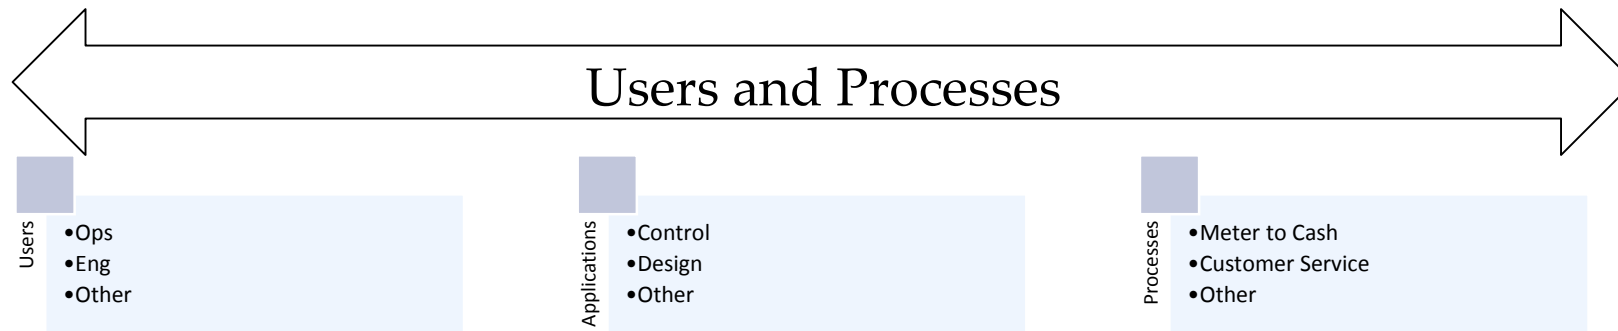 Users and Processes
Users
•Ops
•Eng
•Other
Applications
•Control
•Design
•Other
Processes
•Meter to Cash
•Customer Service
•Other